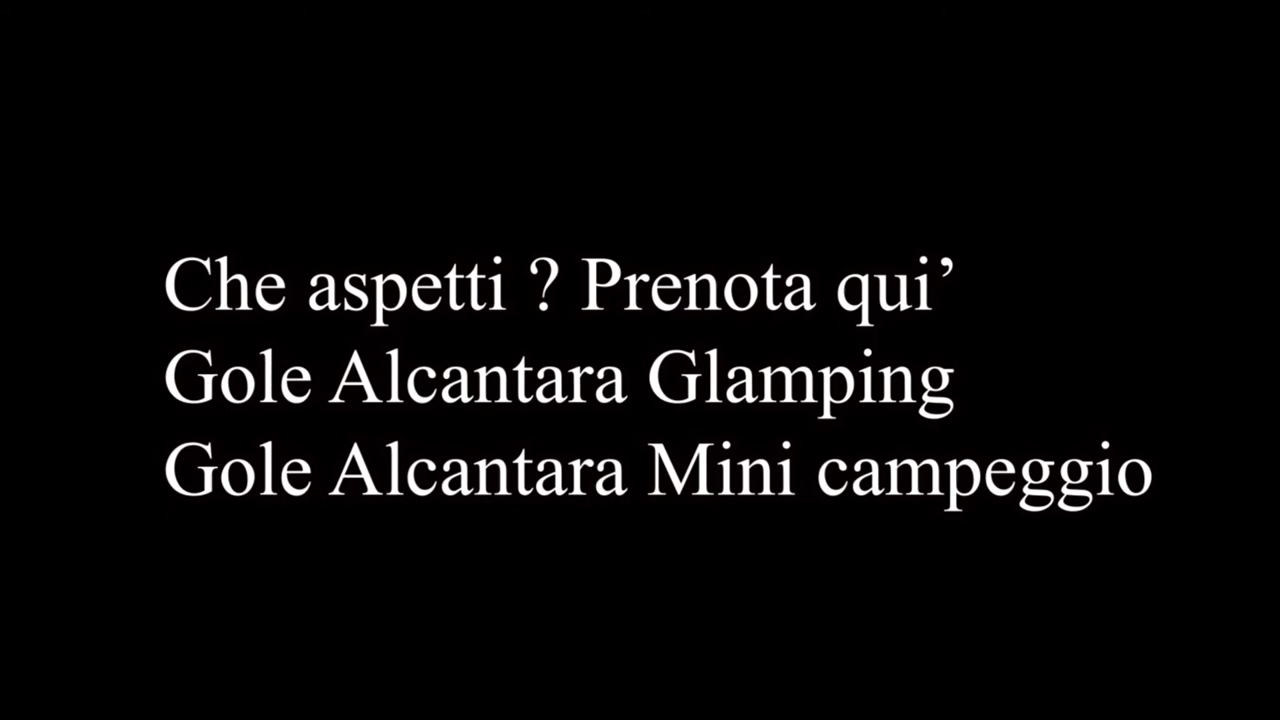 Che aspetti ? Prenota qui’
Gole Alcantara Glamping
Gole Alcantara Mini campeggio